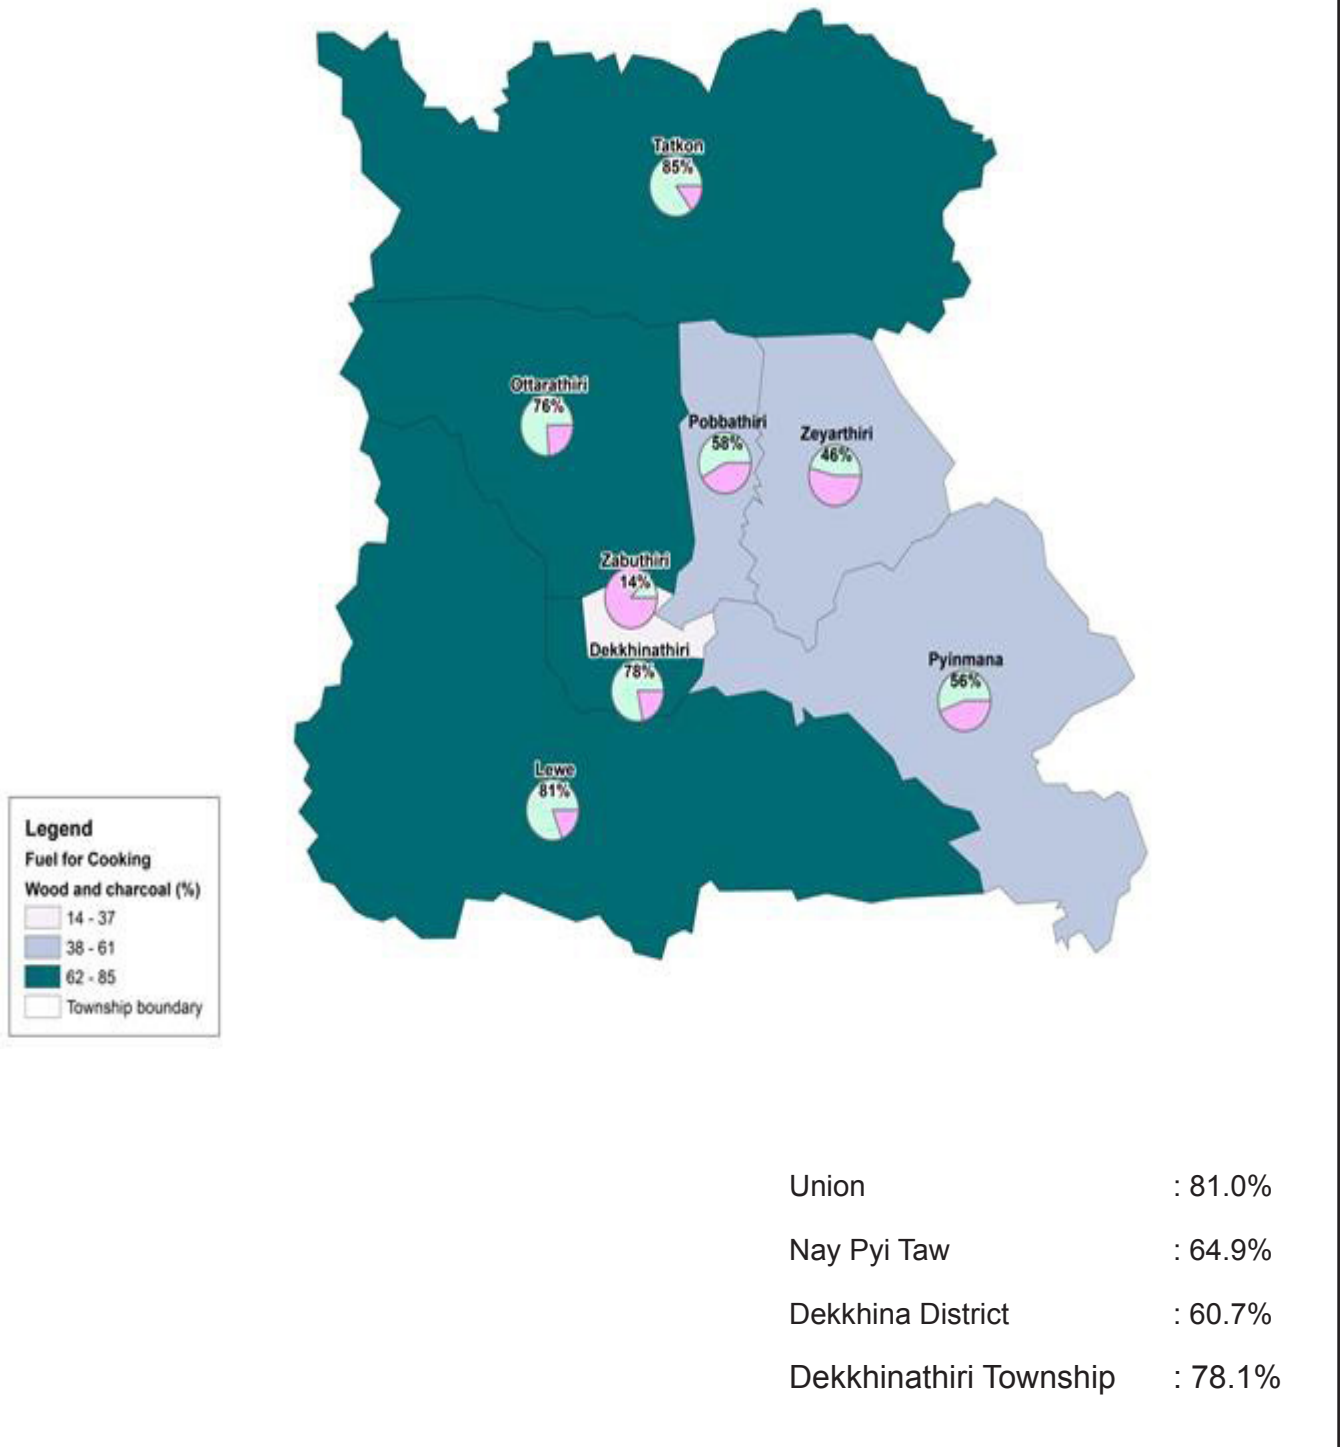 Tatkon
85%
Ottarathiri
76%
Pobbathiri
58%
Zeyarthiri
46%
Zabuthiri
14%
Dekkhinathiri
78%
Pyinmana
56%
Lewe
81%
Legend
Fuel for Cooking
Wood and charcoal (%)
14 - 37
38 - 61
62 - 85
Township boundary
Union : 81.0%
Nay Pyi Taw : 64.9%
Dekkhina District : 60.7%
Dekkhinathiri Township : 78.1%